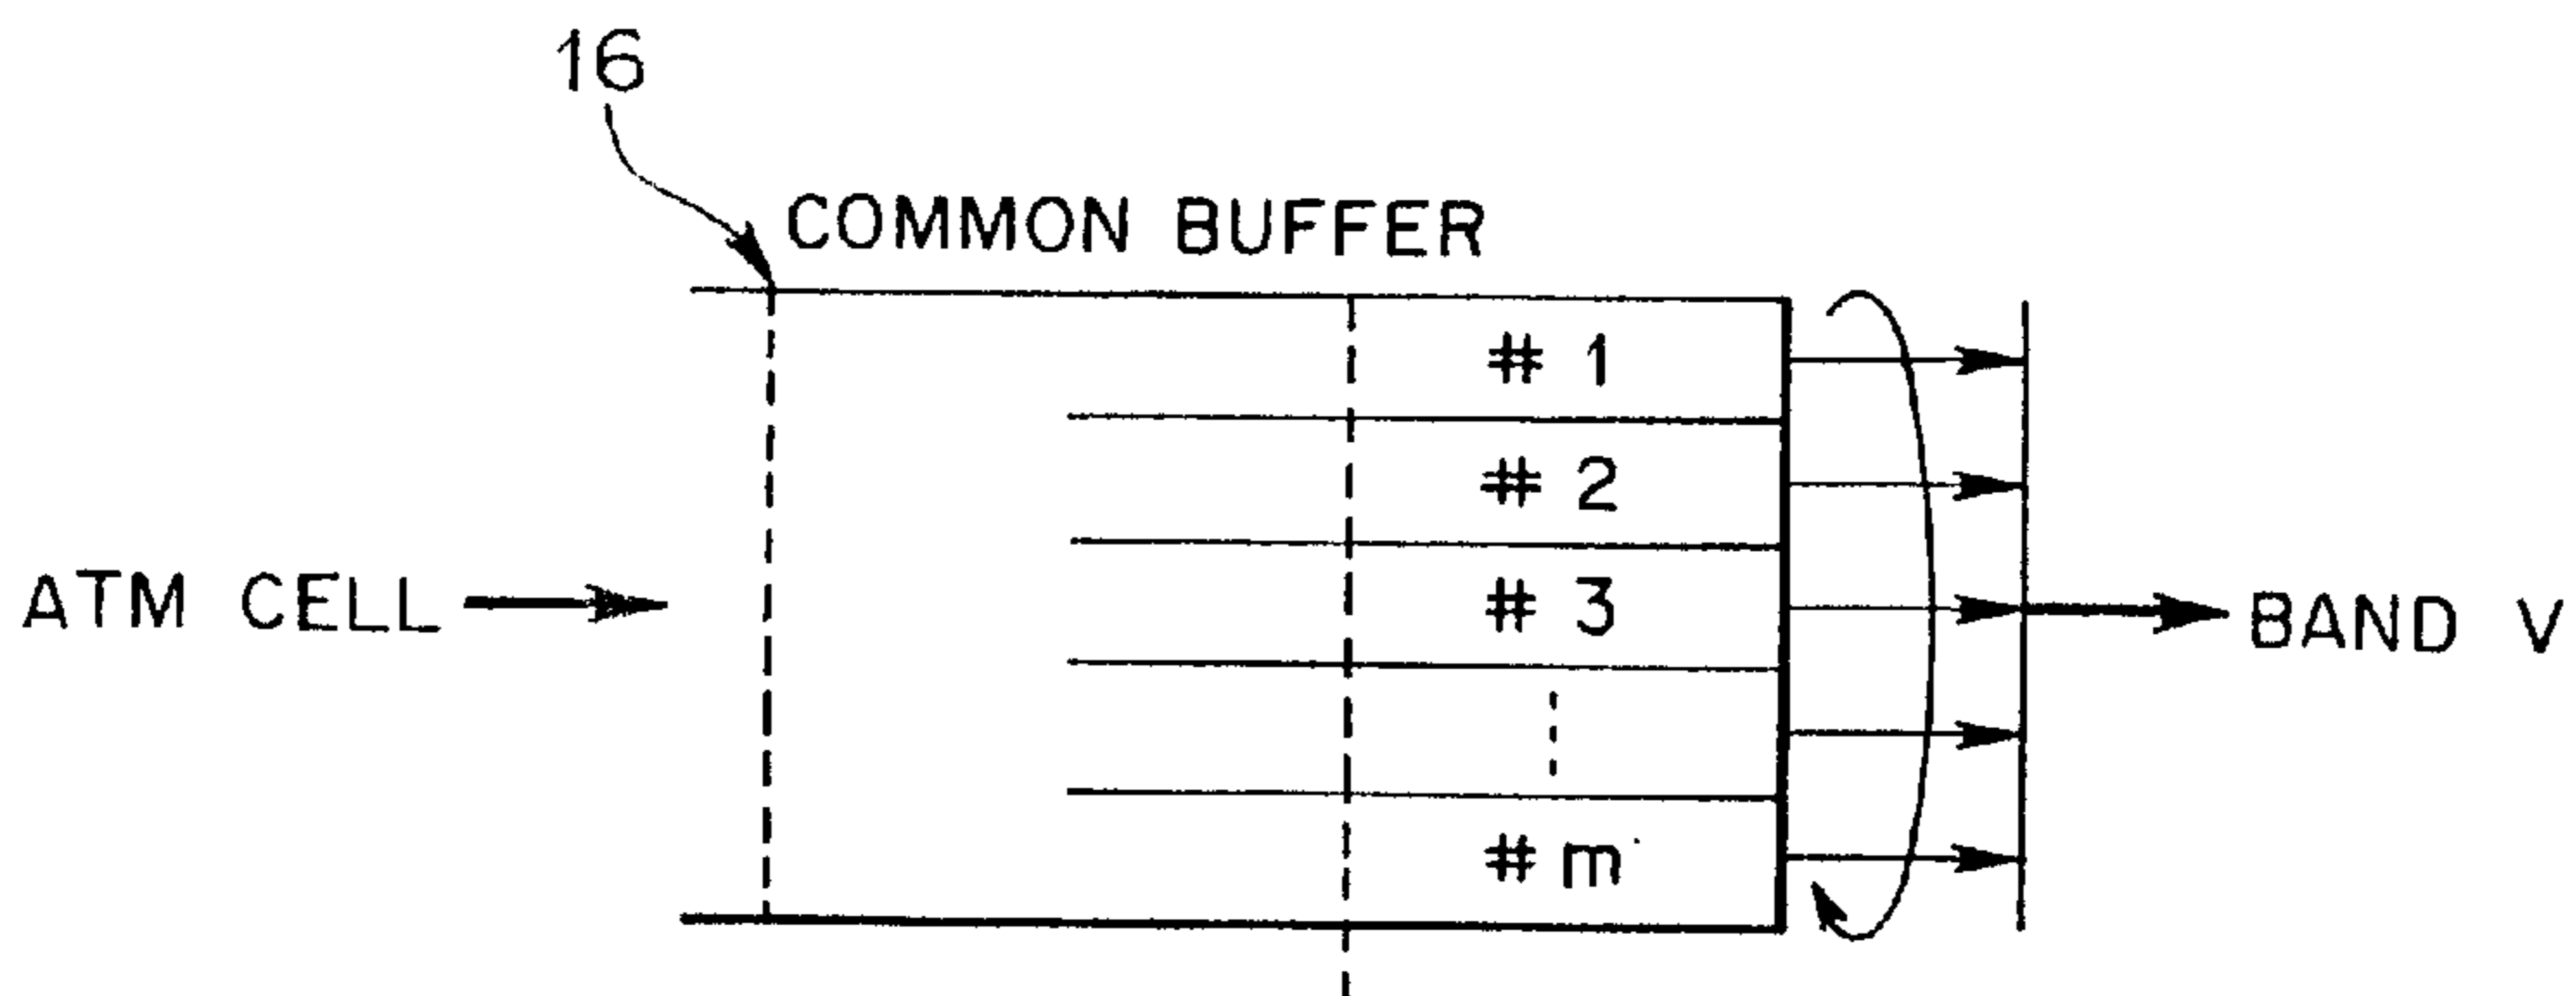 16
COMMON BUFFER
# 1
# 2
ATM CELL # 3 BAND V
# m